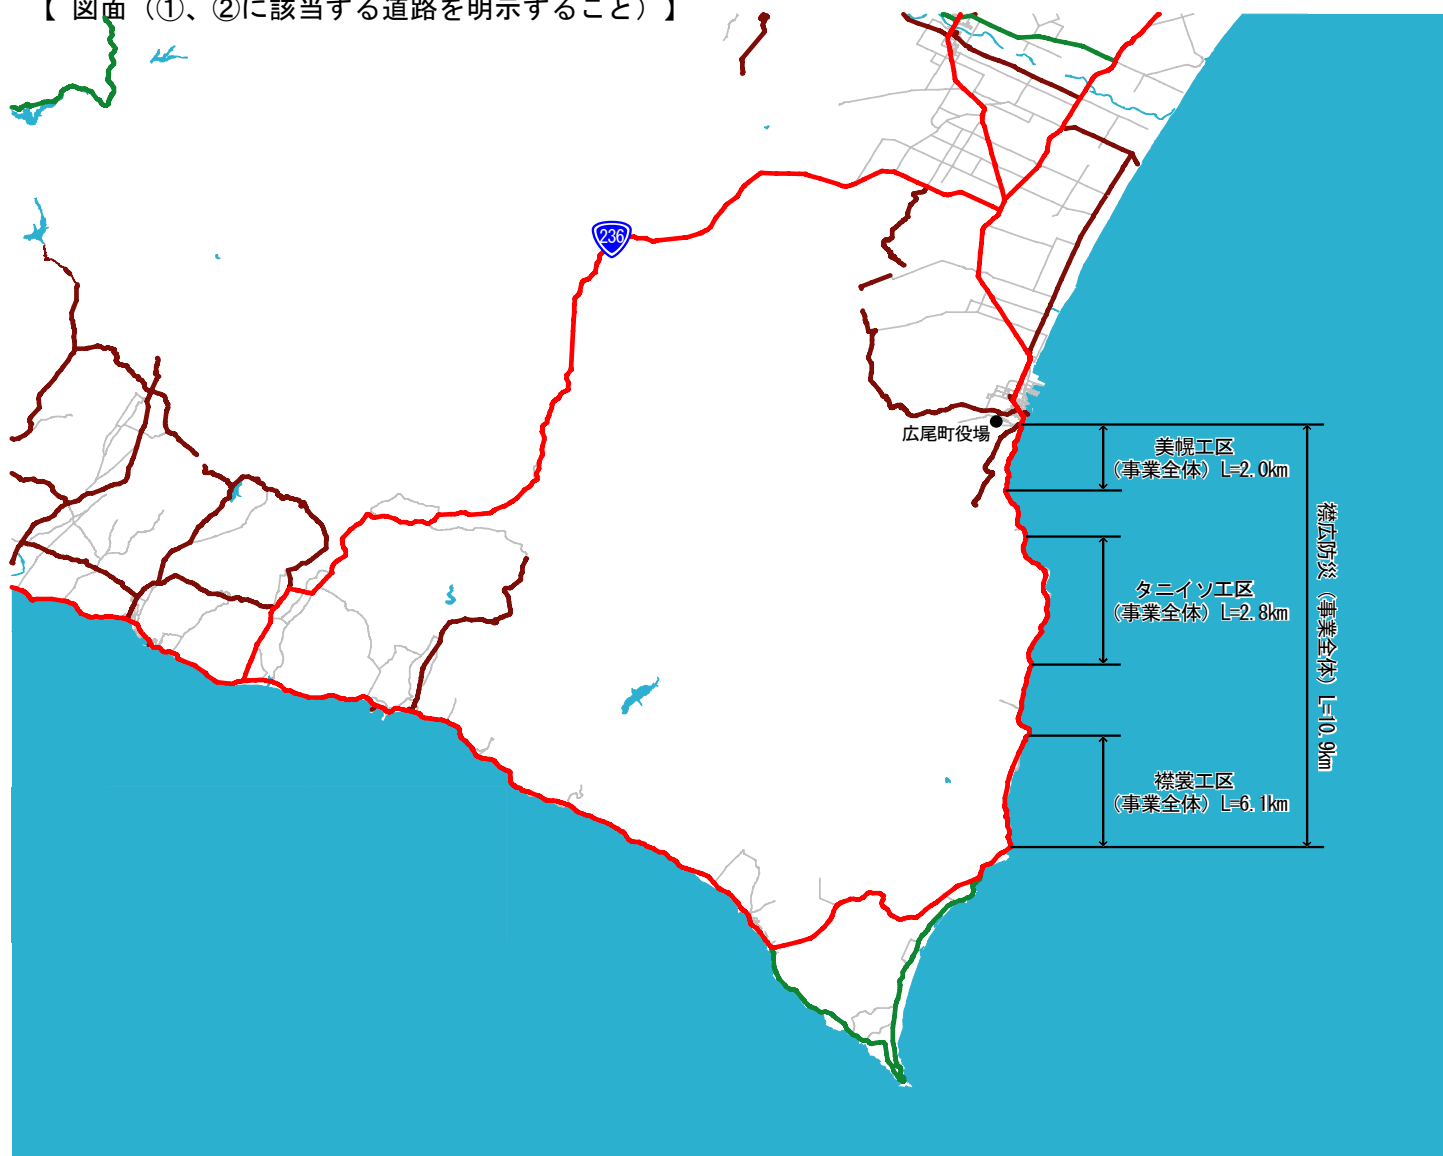 【 図面（①、②に該当する道路を明示すること）】
236
広尾町役場
美幌工区
（事業全体）L=2.0km
タニイソ工区
（事業全体）L=2.8km
襟裳工区
（事業全体）L=6.1km
襟広防災（事業全体）L=10.9km